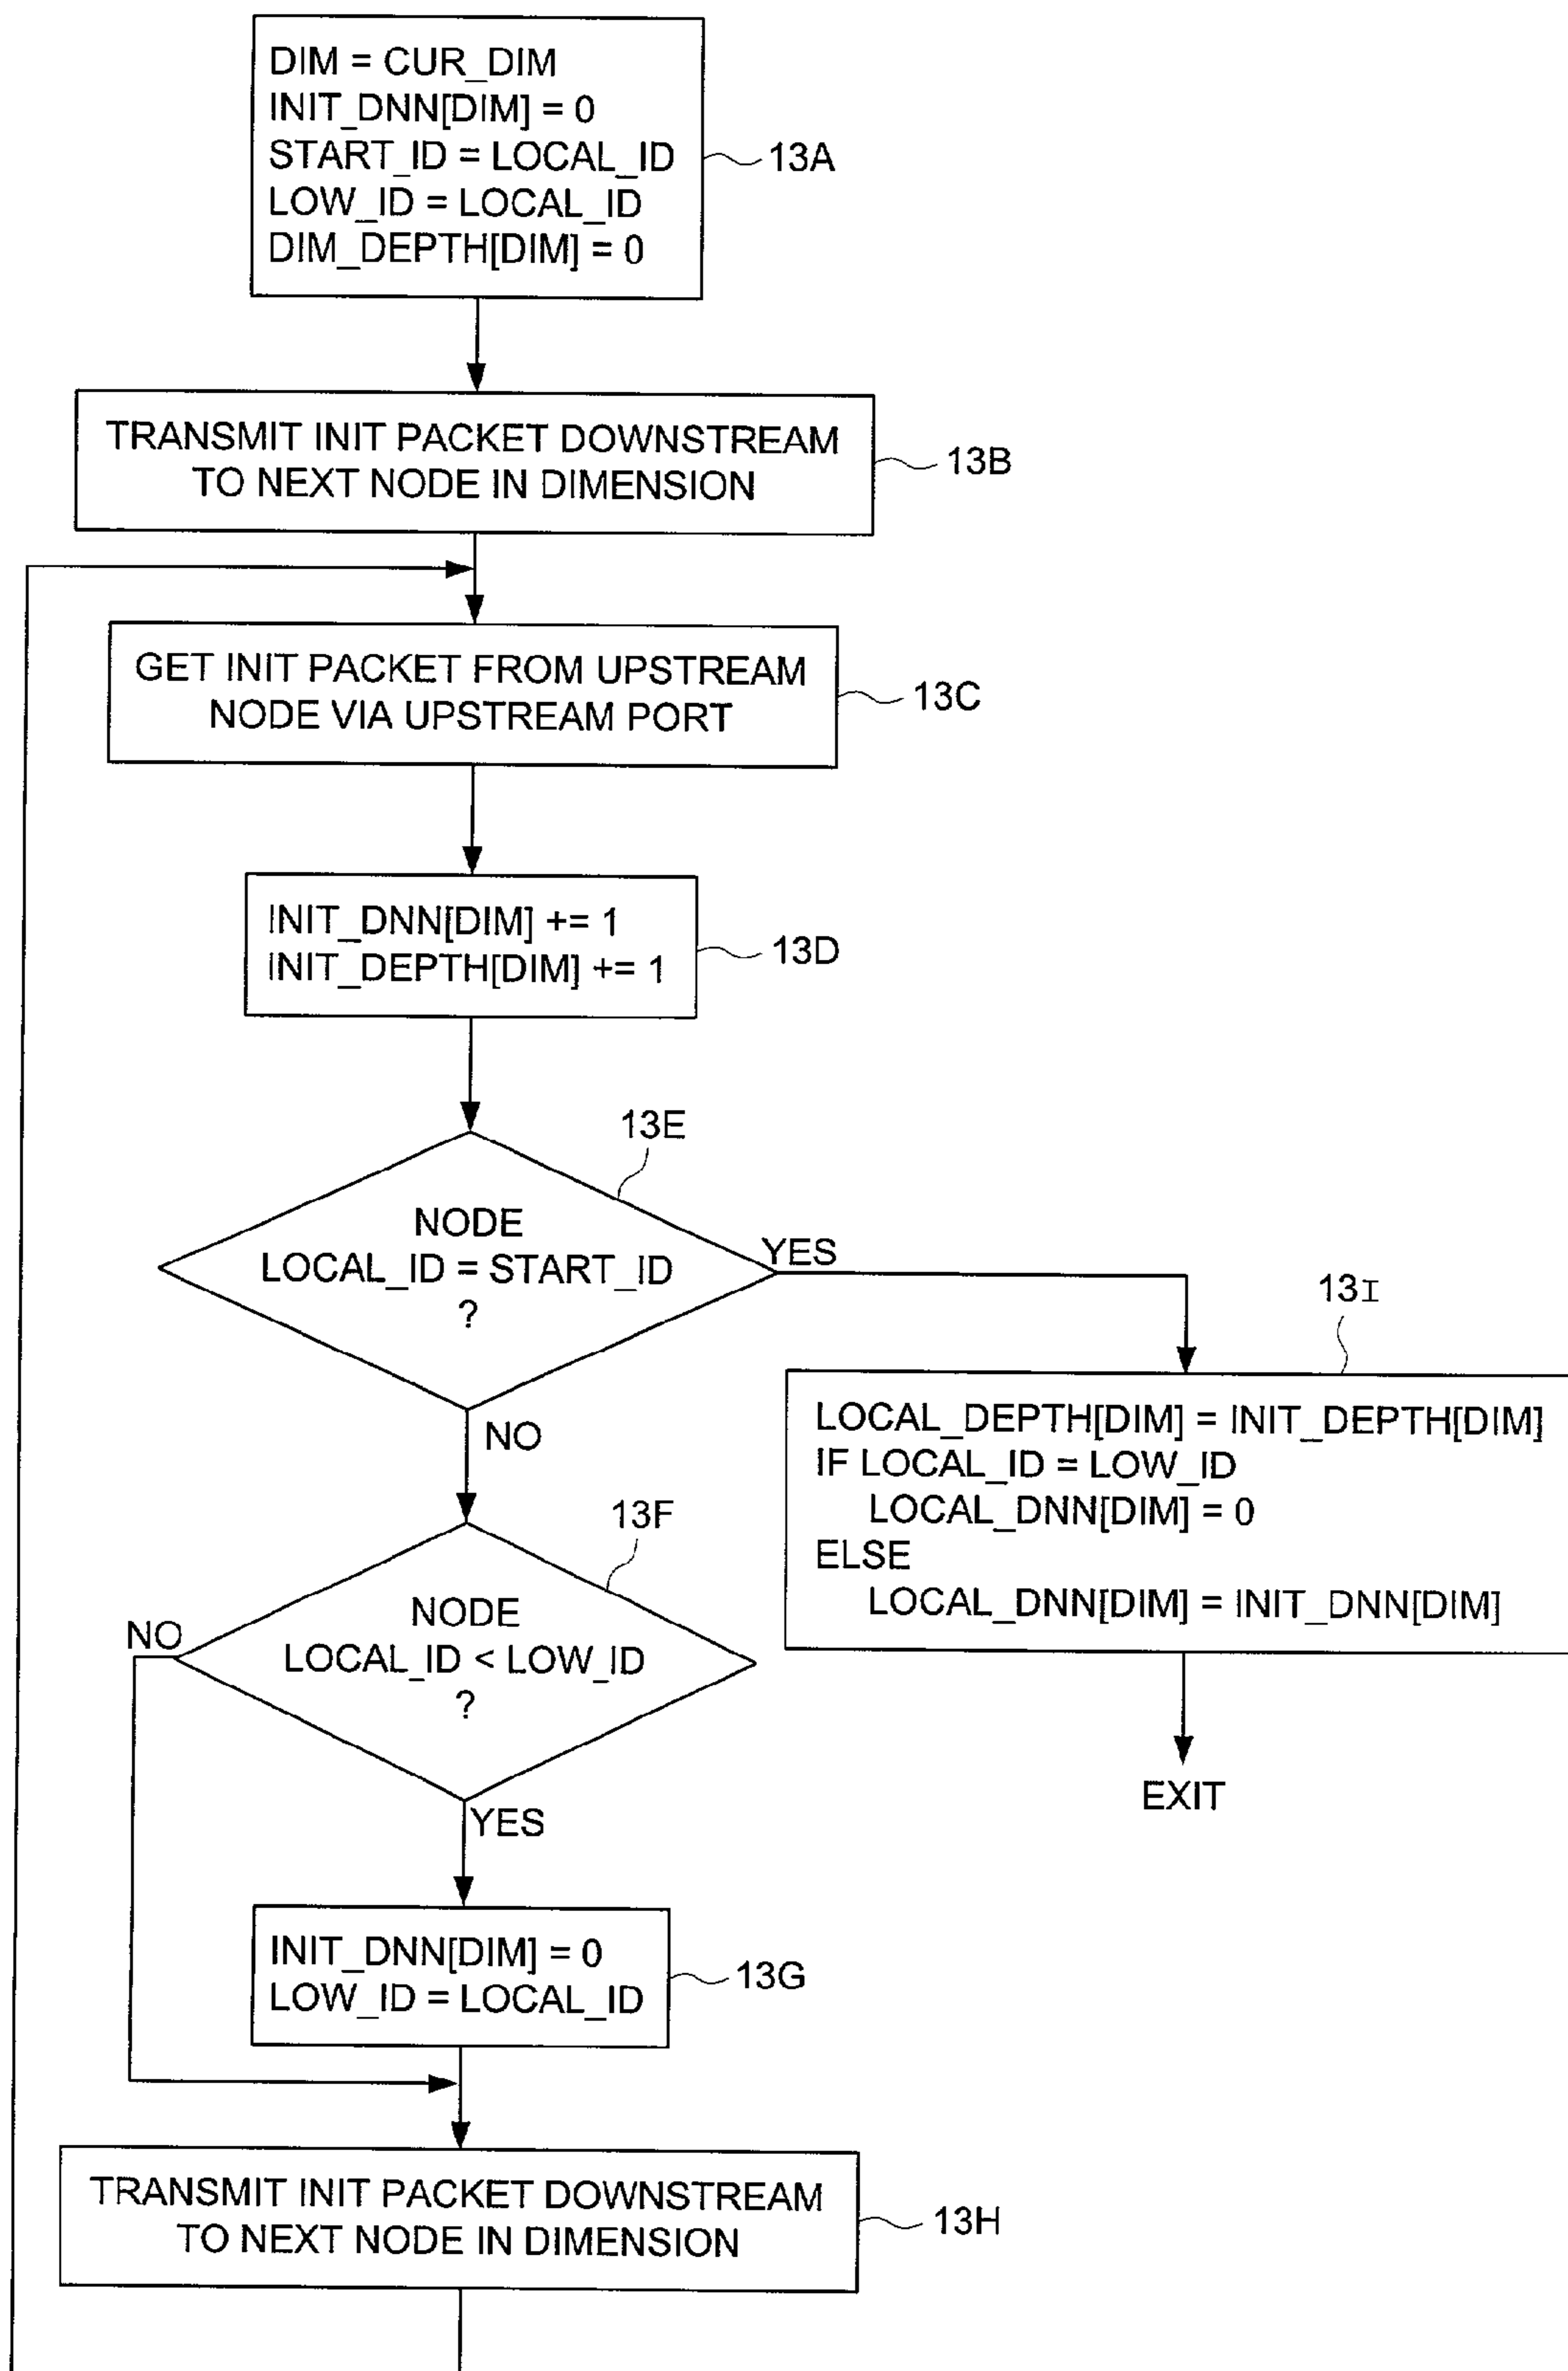 DIM = CUR_DIM
INIT_DNN[DIM] = 0
START_ID = LOCAL_ID
LOW_ID = LOCAL_ID
DIM_DEPTH[DIM] = 0
13A
TRANSMIT INIT PACKET DOWNSTREAM
TO NEXT NODE IN DIMENSION
13B
GET INIT PACKET FROM UPSTREAM
NODE VIA UPSTREAM PORT
13C
INIT_DNN[DIM] += 1
INIT_DEPTH[DIM] += 1
13D
13E
NODE
LOCAL_ID = START_ID
?
YES
NO
13I
LOCAL_DEPTH[DIM] = INIT_DEPTH[DIM]
IF LOCAL_ID = LOW_ID
LOCAL_DNN[DIM] = 0
ELSE
LOCAL_DNN[DIM] = INIT_DNN[DIM]
EXIT
13F
NODE
LOCAL_ID < LOW_ID
?
NO
YES
INIT_DNN[DIM] = 0
LOW_ID = LOCAL_ID
13G
TRANSMIT INIT PACKET DOWNSTREAM
TO NEXT NODE IN DIMENSION
13H